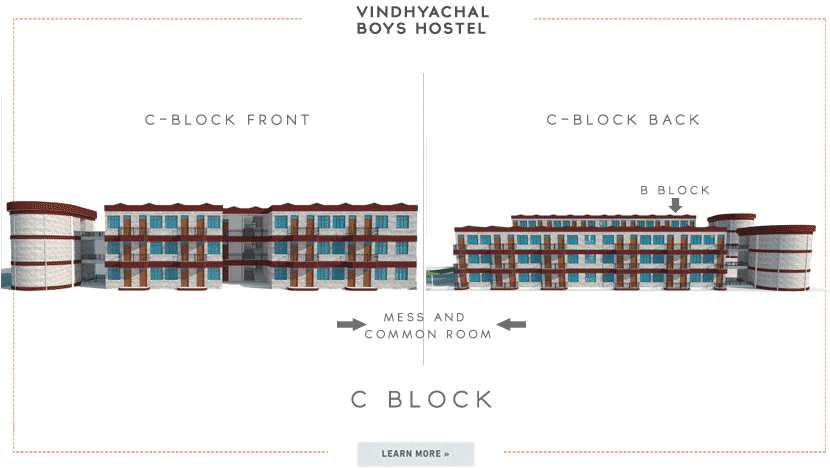 VINDHYACHAL
BOYS HOSTEL
C-BLOCK FRONT
C-BLOCK BACK
B BLOCK
MESS AND
COMMON ROOM
C BLOCK
LEARN MORE »